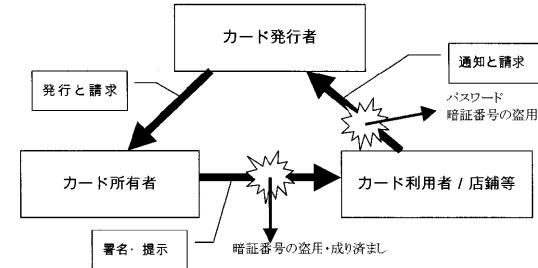 カード発行者
発行と請求
通知と請求
パスワード
暗証番号の盗用
カード所有者
カード利用者 / 店舗等
署名・提示
暗証番号の盗用・成り済まし